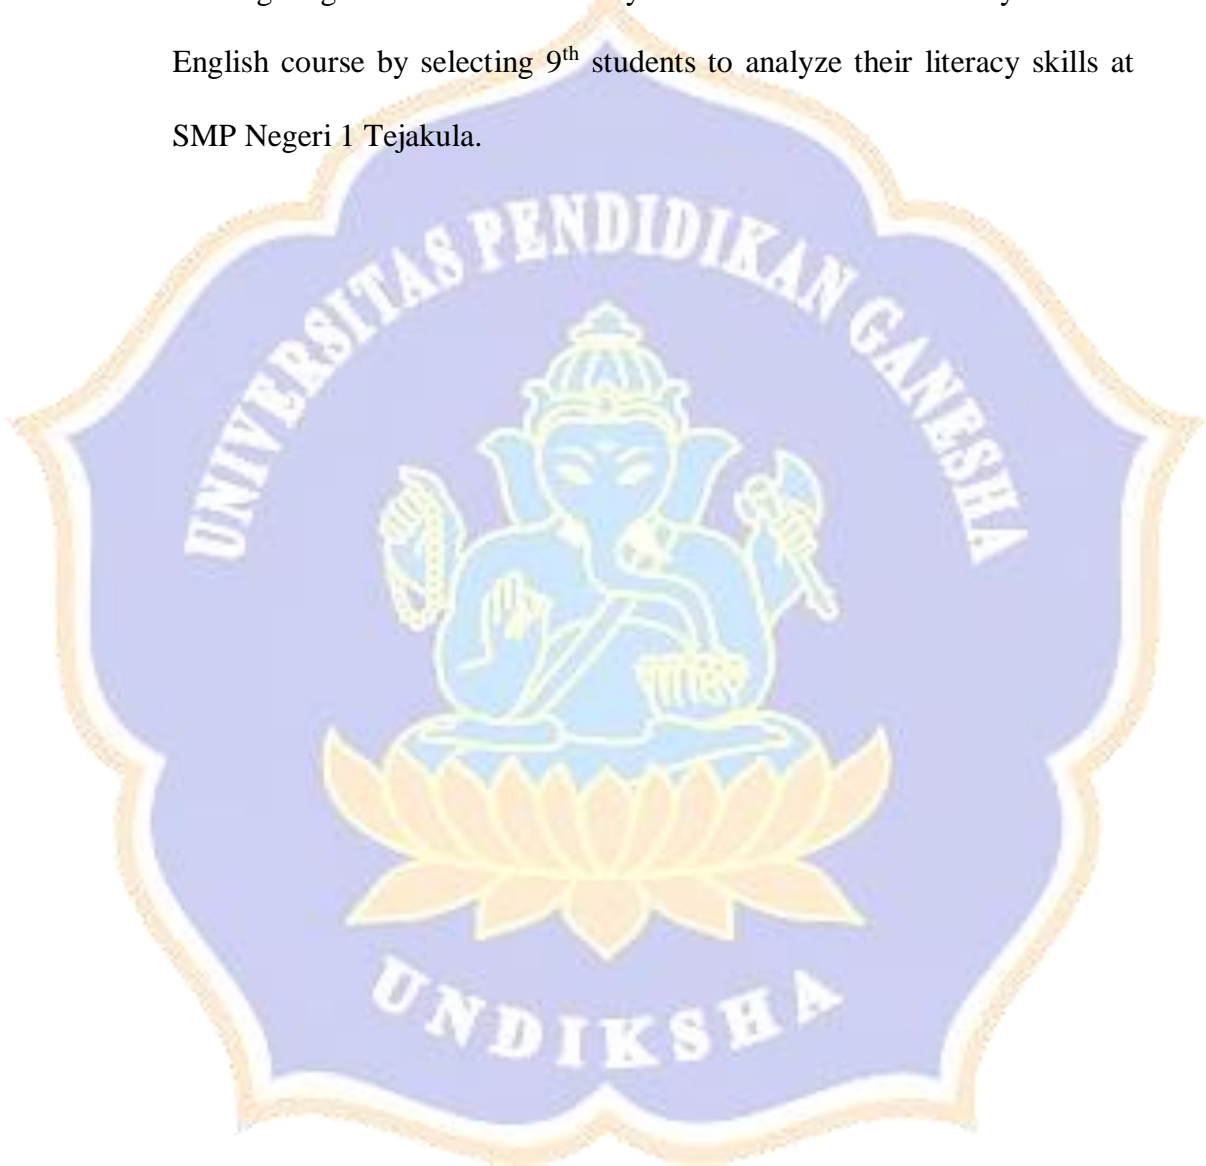 English course by selecting 9th students to analyze their literacy skills at
SMP Negeri 1 Tejakula.
UNIVERSITAS PENDIDIKAN GANESHA
UNDIKSHA